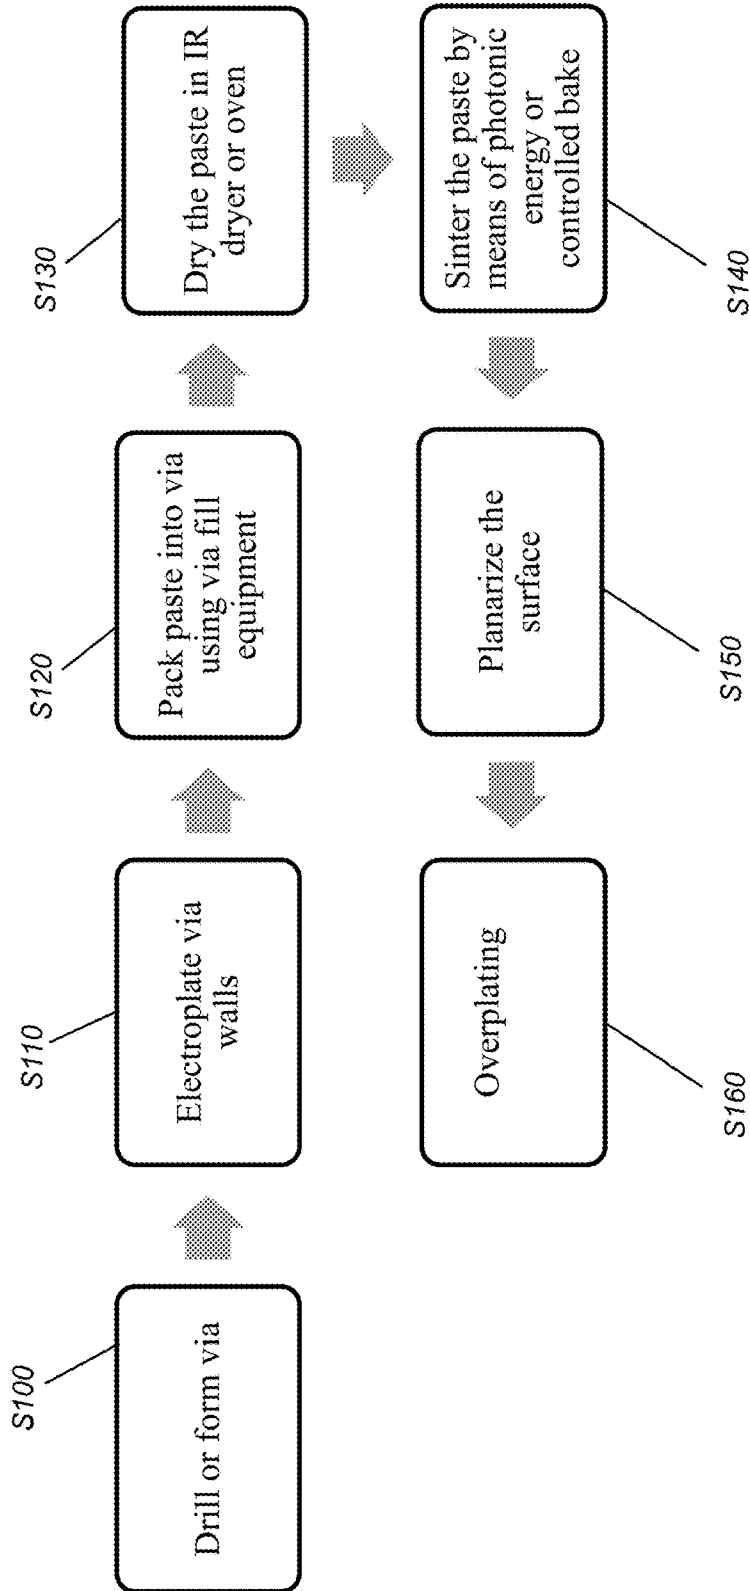 S100
Drill or form via
S110
Electroplate via
walls
S120
Pack paste into via
using via fill
equipment
S130
Dry the paste in IR
dryer or oven
S140
Sinter the paste by
means of photonic
energy or
controlled bake
S150
Planarize the
surface
S160
Overplating